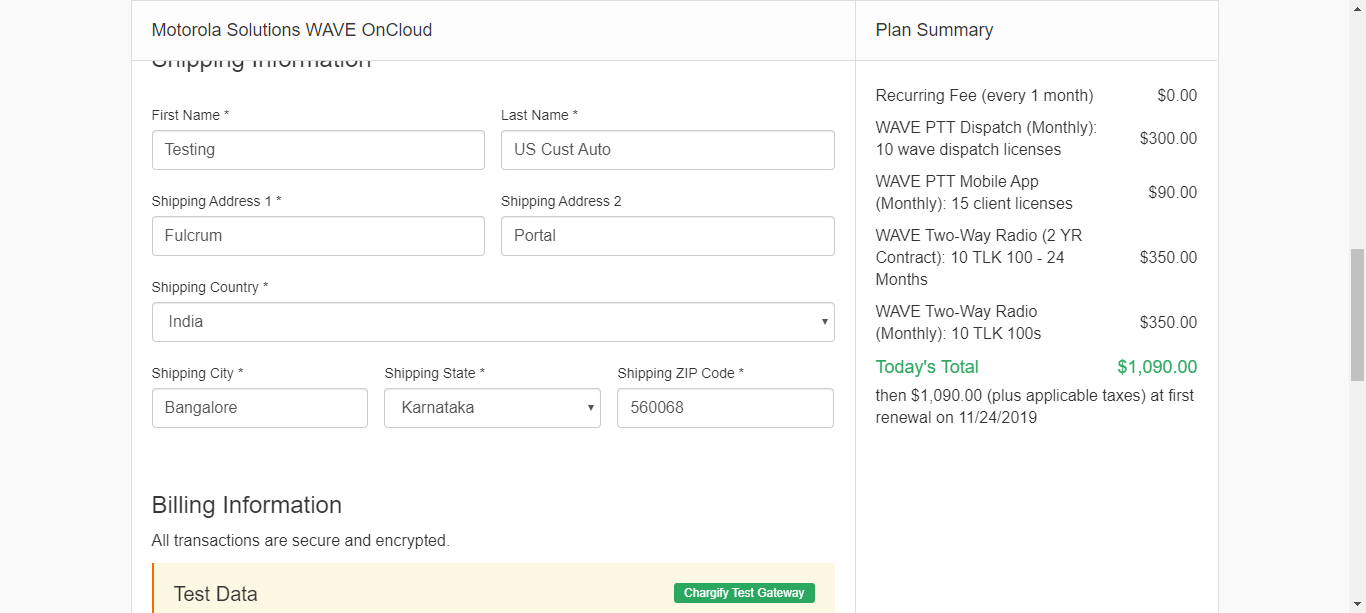 Motorola Solutions WAVE OnCloud
Shipping Information
First Name *
Last Name *
Testing
US Cust Auto
Shipping Address 1 *
Shipping Address 2
Fulcrum
Portal
Shipping Country *
India
Shipping City *
Shipping State *
Shipping ZIP Code *
Bangalore
Karnataka
560068
Billing Information
All transactions are secure and encrypted.
Test Data
Chargify Test Gateway
Plan Summary
Recurring Fee (every 1 month)
$0.00
WAVE PTT Dispatch (Monthly):
10 wave dispatch licenses
$300.00
WAVE PTT Mobile App
(Monthly): 15 client licenses
$90.00
WAVE Two-Way Radio (2 YR
Contract): 10 TLK 100 - 24
Months
$350.00
WAVE Two-Way Radio
(Monthly): 10 TLK 100s
$350.00
Today's Total
$1,090.00
then $1,090.00 (plus applicable taxes) at first
renewal on 11/24/2019